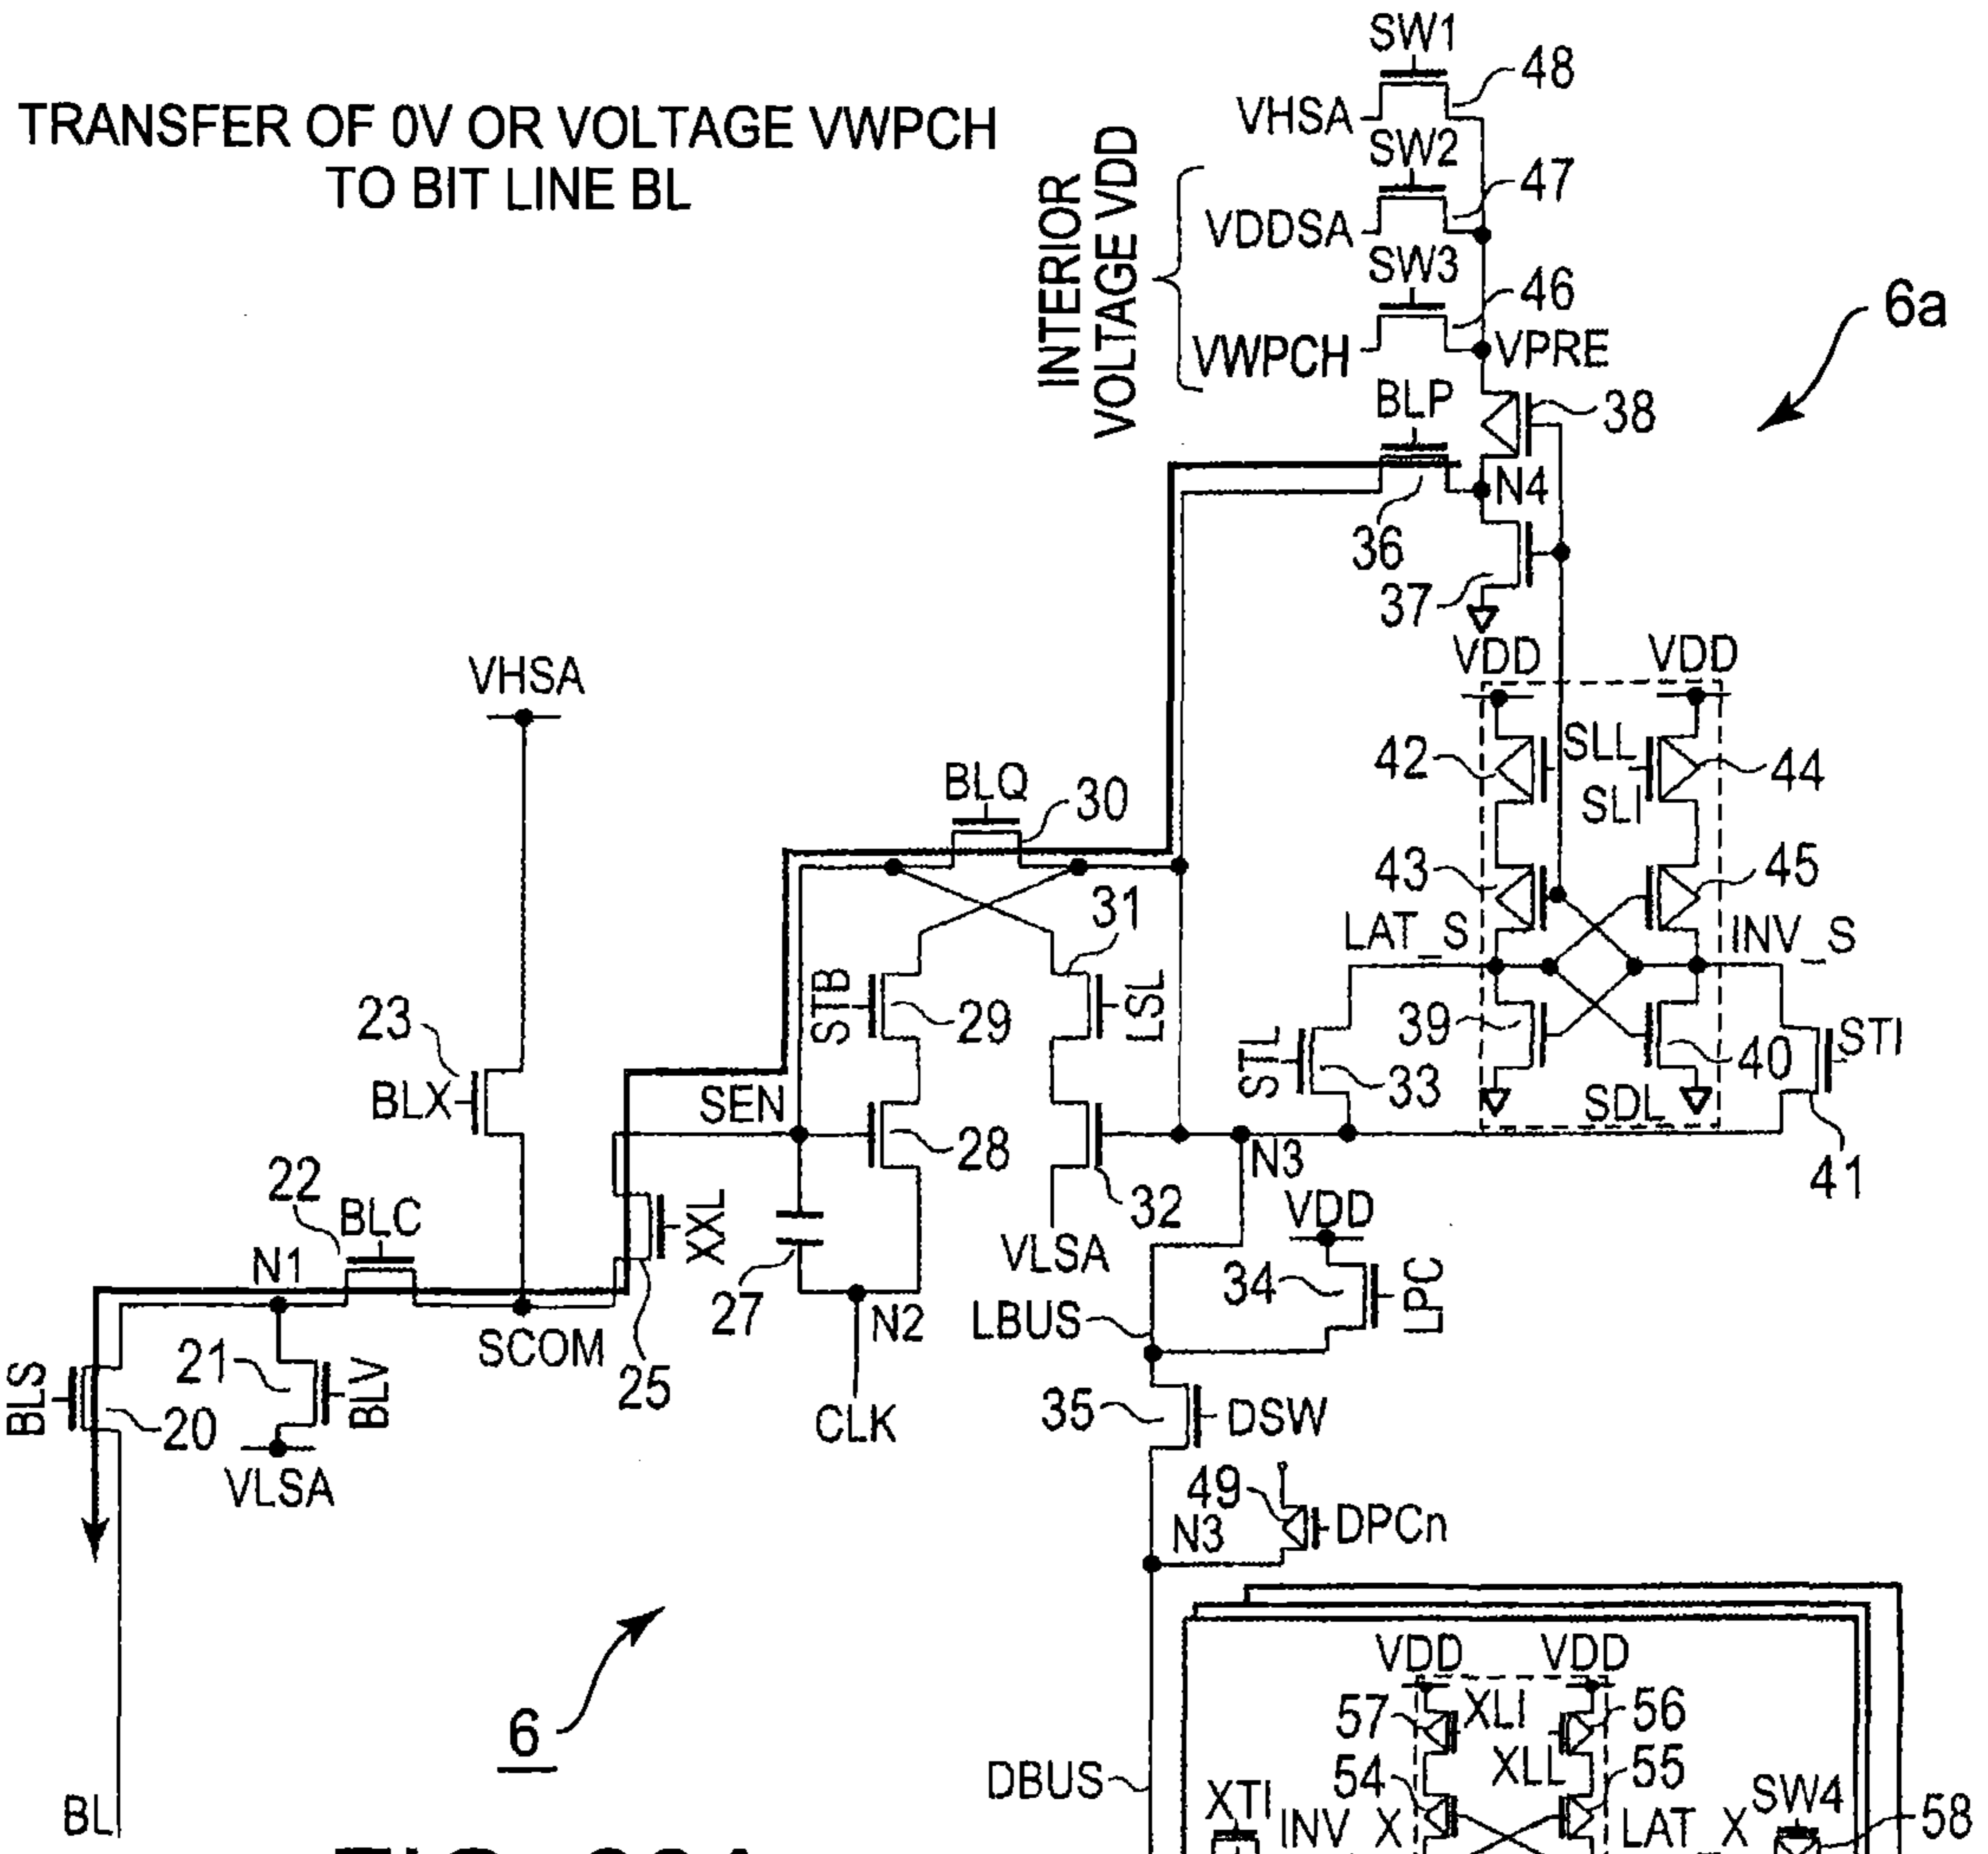 TRANSFER OF 0V OR VOLTAGE VWPCH
TO BIT LINE BL
SW1
48
VHSA
SW2
47
VDDSA
SW3
46
VWPCH
VPRE
INTERIOR
VOLTAGE VDD
6a
BLP
38
N4
36
37
VDD
VDD
VHSA
42
SLL
SLI
44
BLQ
30
43
45
31
LAT_S
INV_S
23
BLX
STB
29
LSL
39
40
STI
STL
33
SDL
SEN
28
N3
41
22
BLC
XXL
32
VDD
N1
27
VLSA
34
LPC
N2
LBUS
SCOM
25
BLS
20
21
BLV
CLK
35
DSW
VLSA
49
DPCn
N3
6
VDD
VDD
57
XLI
56
XLL
54
55
DBUS
XTI
INV_X
LAT_X
SW4
58
BL